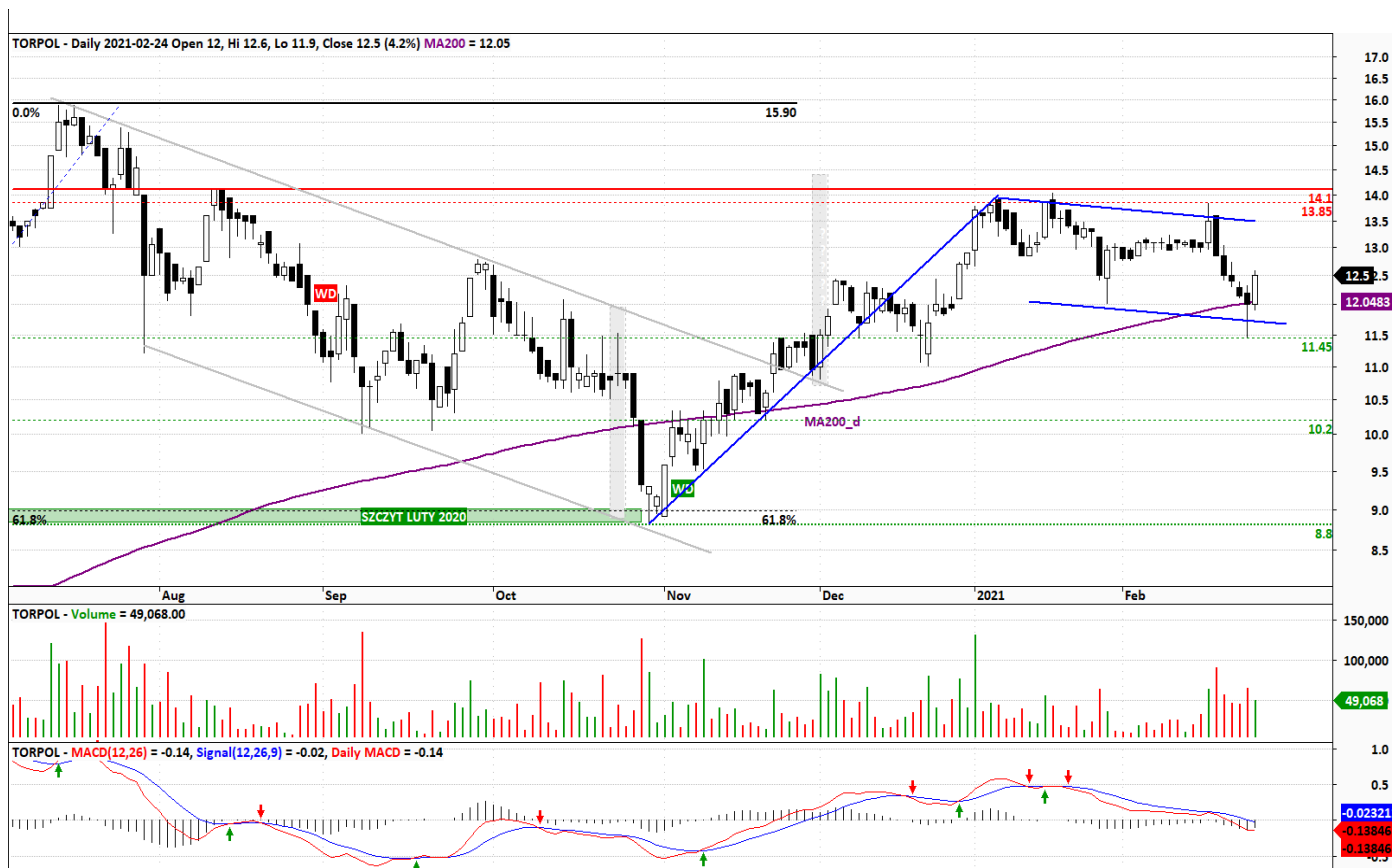 TORPOL - Daily 2021-02-24 Open 12, Hi 12.6, Lo 11.9, Close 12.5 (4.2%) MA200 = 12.05
17.0
16.5
16.0
0.0%
15.90
15.5
15.0
14.5
14.1
14.0
13.85
13.5
13.0
WD
12.5
12.0483
11.5
11.45
11.0
10.5
MA200_d
10.2
10.0
9.5
WD
9.0
SZCZYT LUTY 2020
61.8%
61.8%
8.8
8.5
Aug
Sep
Oct
Nov
Dec
2021
Feb
TORPOL - Volume = 49,068.00
150,000
100,000
49,068
TORPOL - MACD(12,26) = -0.14, Signal(12,26,9) = -0.02, Daily MACD = -0.14
1.0
0.5
-0.02321
-0.13846
-0.13846